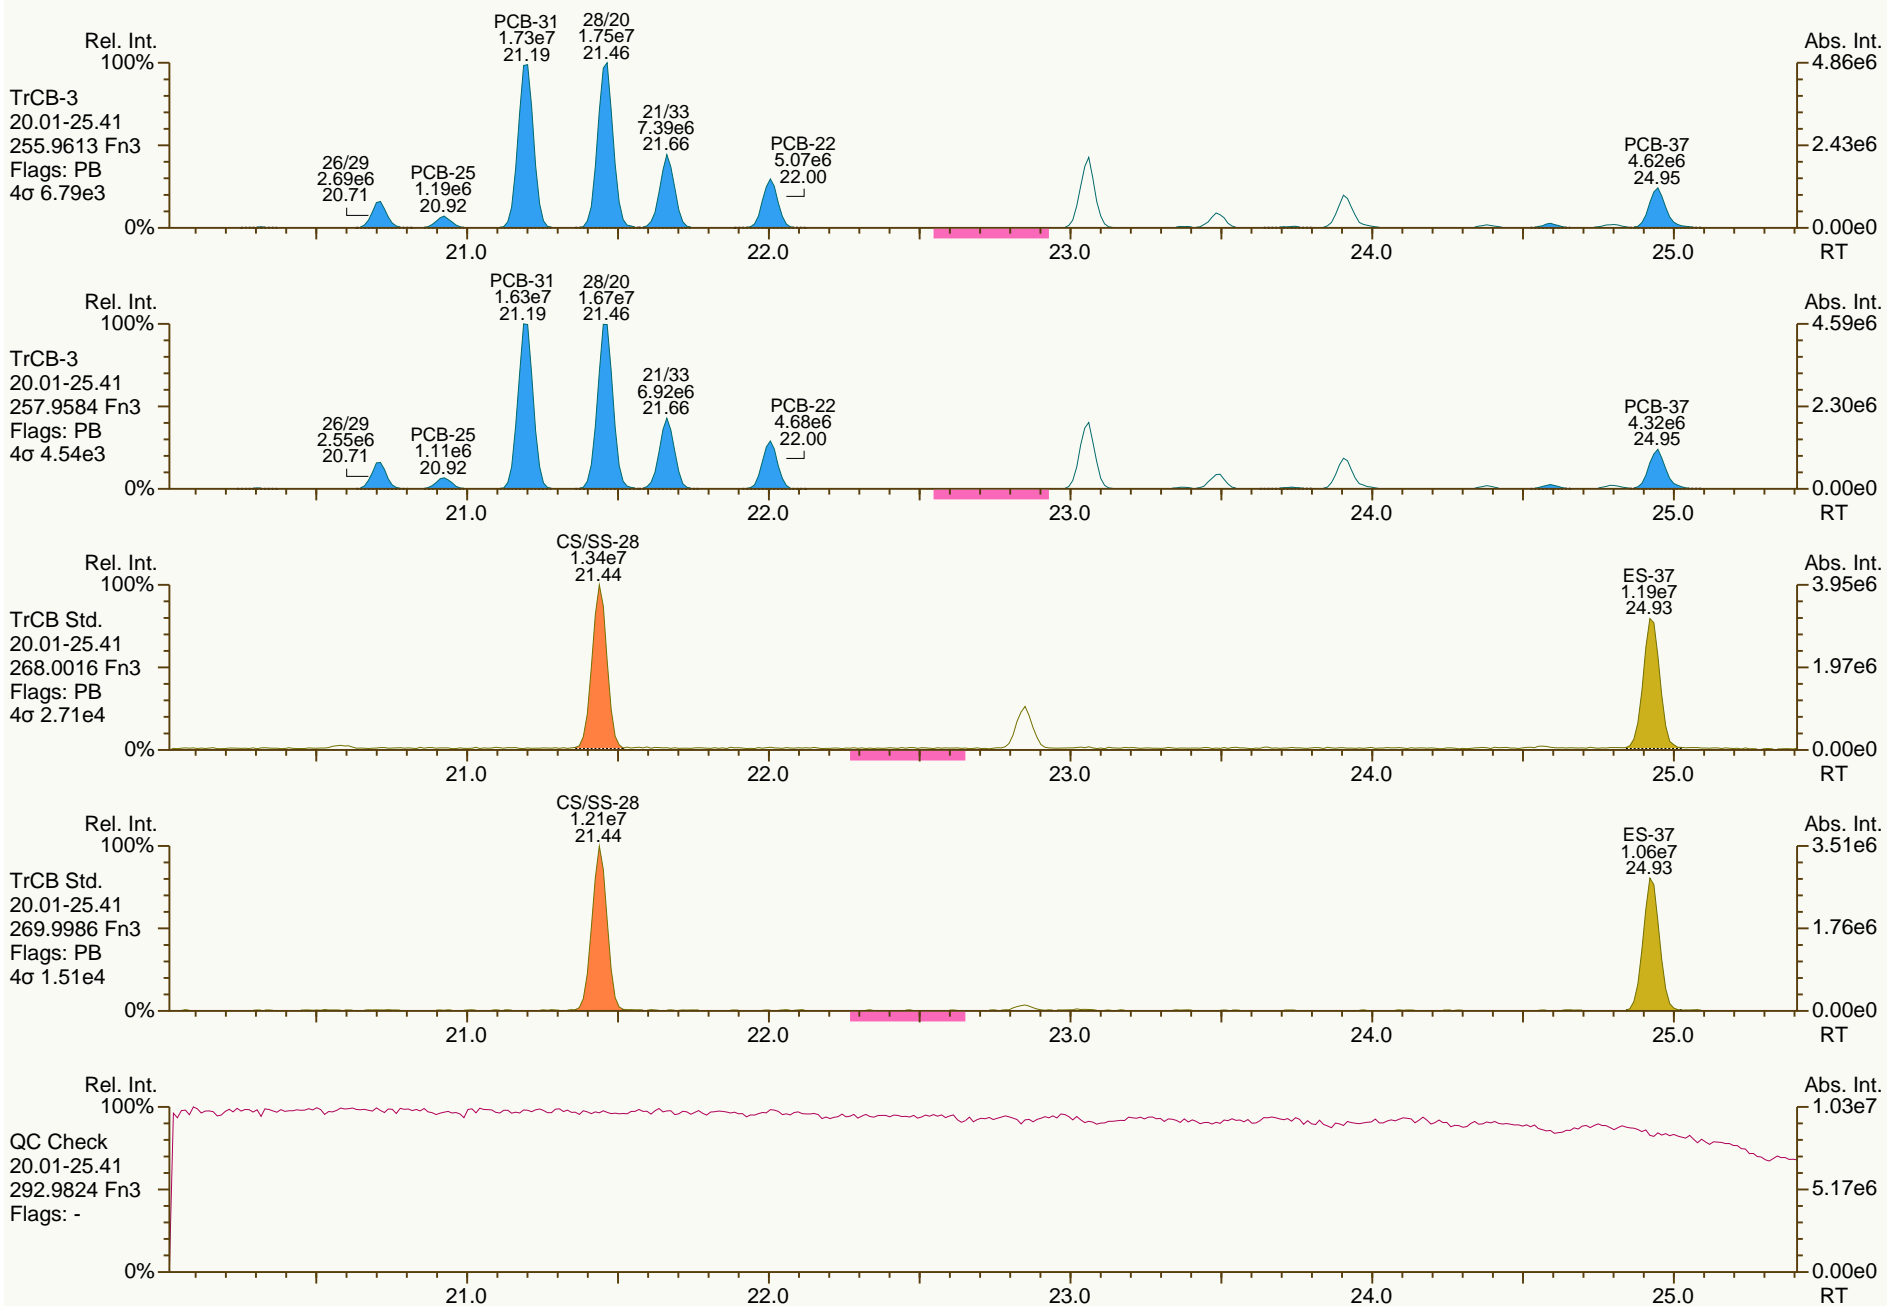 Rel. Int.
100%
0%
TrCB-3
20.01-25.41
255.9613 Fn3
Flags: PB
4σ 6.79e3
26/29
2.69e6
20.71
PCB-25
1.19e6
20.92
PCB-31
1.73e7
21.19
28/20
1.75e7
21.46
21/33
7.39e6
21.66
PCB-22
5.07e6
22.00
PCB-37
4.62e6
24.95
Abs. Int.
4.86e6
2.43e6
0.00e0
21.0 22.0 23.0 24.0 25.0 RT
Rel. Int.
100%
0%
TrCB-3
20.01-25.41
257.9584 Fn3
Flags: PB
4σ 4.54e3
26/29
2.55e6
20.71
PCB-25
1.11e6
20.92
PCB-31
1.63e7
21.19
28/20
1.67e7
21.46
21/33
6.92e6
21.66
PCB-22
4.68e6
22.00
PCB-37
4.32e6
24.95
Abs. Int.
4.59e6
2.30e6
0.00e0
21.0 22.0 23.0 24.0 25.0 RT
Rel. Int.
100%
0%
TrCB Std.
20.01-25.41
268.0016 Fn3
Flags: PB
4σ 2.71e4
CS/SS-28
1.34e7
21.44
ES-37
1.19e7
24.93
Abs. Int.
3.95e6
1.97e6
0.00e0
21.0 22.0 23.0 24.0 25.0 RT
Rel. Int.
100%
0%
TrCB Std.
20.01-25.41
269.9986 Fn3
Flags: PB
4σ 1.51e4
CS/SS-28
1.21e7
21.44
ES-37
1.06e7
24.93
Abs. Int.
3.51e6
1.76e6
0.00e0
21.0 22.0 23.0 24.0 25.0 RT
Rel. Int.
100%
0%
QC Check
20.01-25.41
292.9824 Fn3
Flags: -
Abs. Int.
1.03e7
5.17e6
0.00e0
21.0 22.0 23.0 24.0 25.0 RT